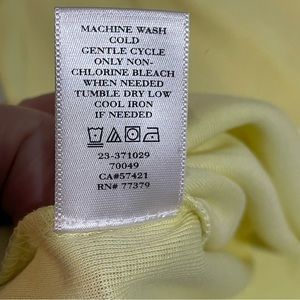 MACHINE WASH
COLD
GENTLE CYCLE
ONLY NON-
CHLORINE BLEACH
WHEN NEEDED
TUMBLE DRY LOW
COOL IRON
IF NEEDED
23-371029
70049
CA#57421
RN# 77379